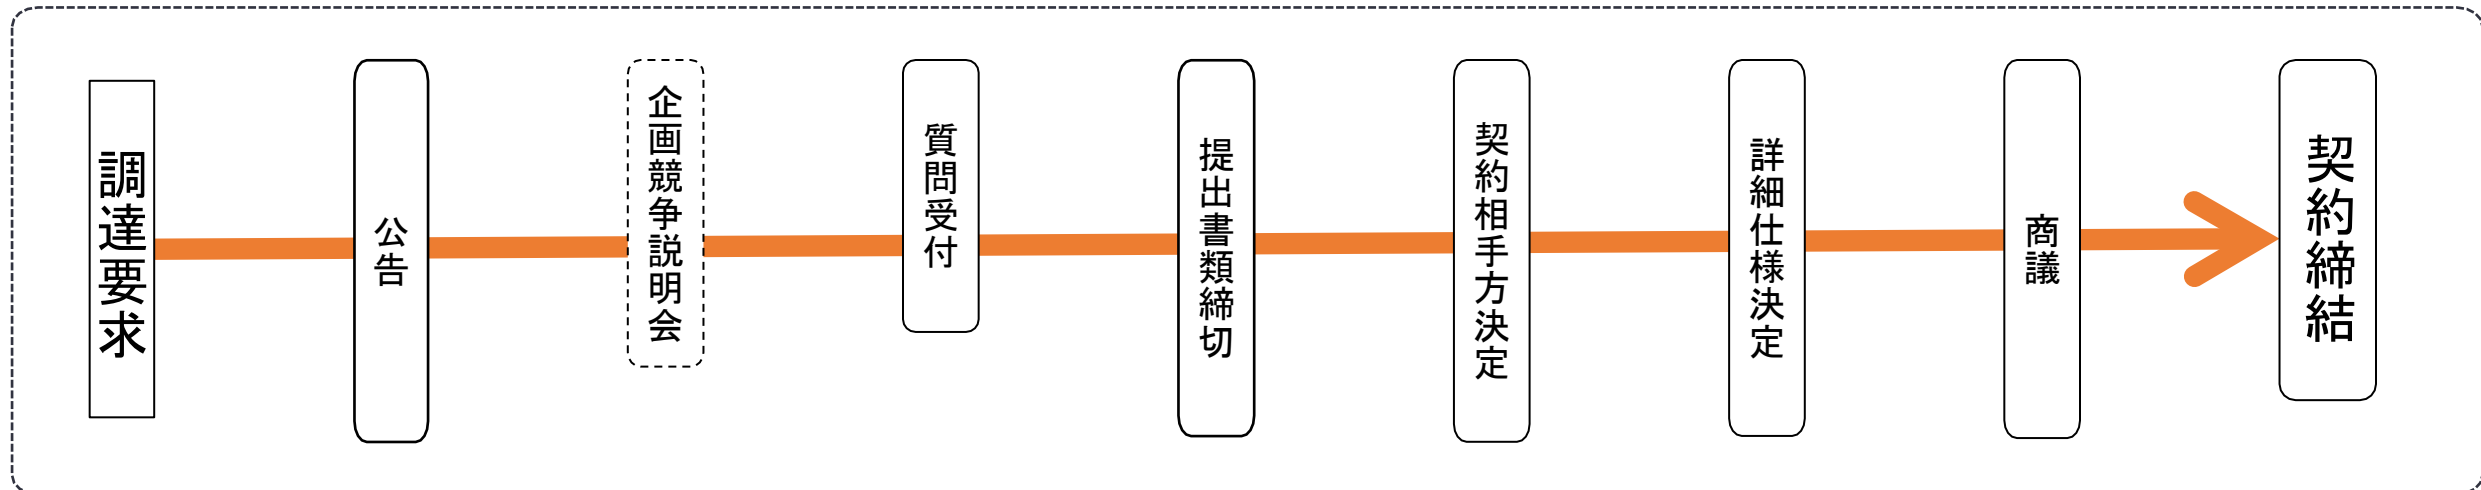 調達要求
公告
企画競争説明会
質問受付
提出書類締切
契約相手方決定
詳細仕様決定
商議
契約締結